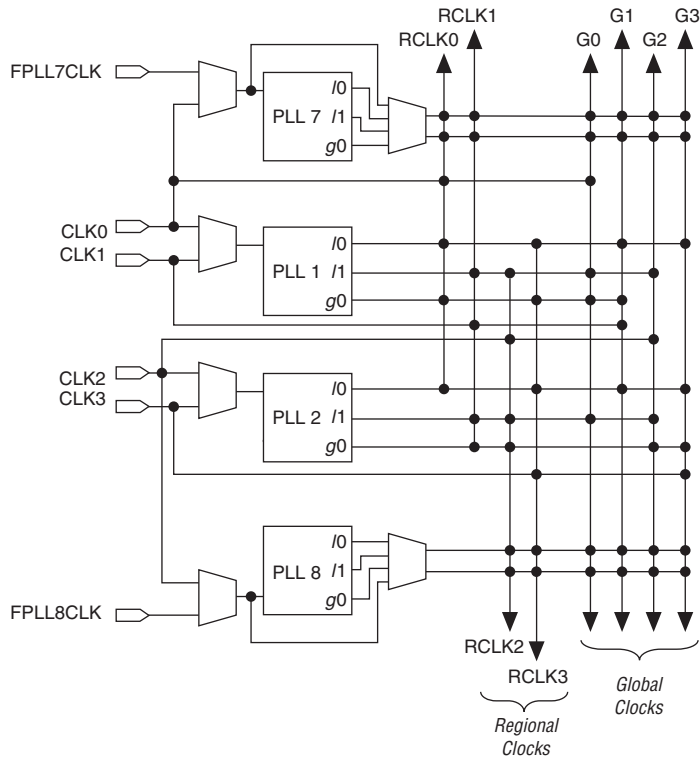 G3
RCLK1
G1
RCLK0
G0
G2
FPLL7CLK
PLL 7
l0
l1
g0
CLK0
CLK1
PLL 1
l0
l1
g0
CLK2
CLK3
PLL 2
l0
l1
g0
PLL 8
l0
l1
g0
FPLL8CLK
RCLK2
RCLK3
Regional
Clocks
Global
Clocks